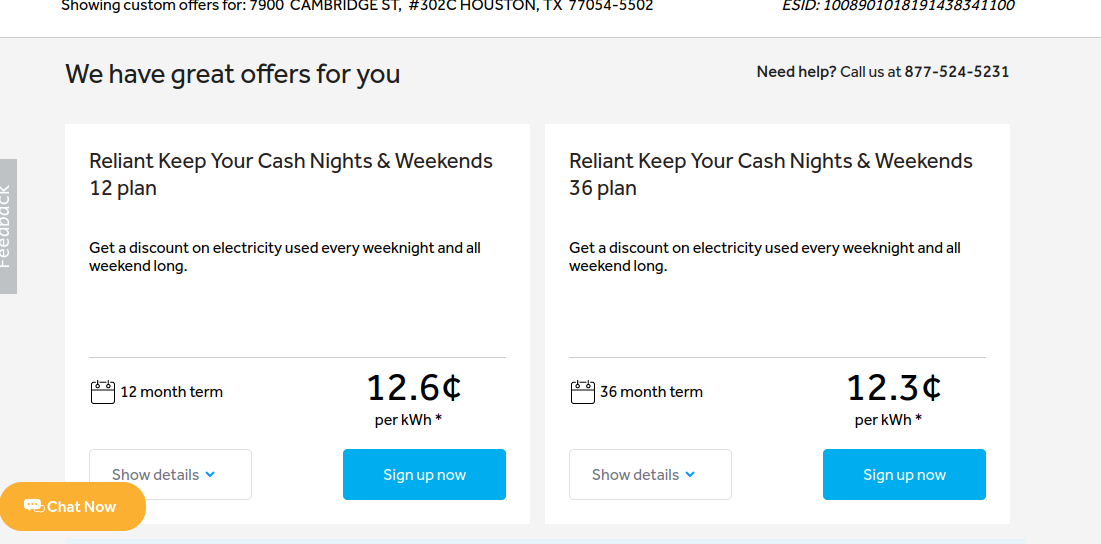 Showing custom offers for: 7900 CAMBRIDGE ST, #302C HOUSTON, TX 77054-5502
ESID: 1008901018191438341100
We have great offers for you
Need help? Call us at 877-524-5231
Feedback
Reliant Keep Your Cash Nights & Weekends
12 plan
Get a discount on electricity used every weeknight and all
weekend long.
12 month term
12.6¢
per kWh *
Show details
Sign up now
Reliant Keep Your Cash Nights & Weekends
36 plan
Get a discount on electricity used every weeknight and all
weekend long.
36 month term
12.3¢
per kWh *
Show details
Sign up now
Chat Now